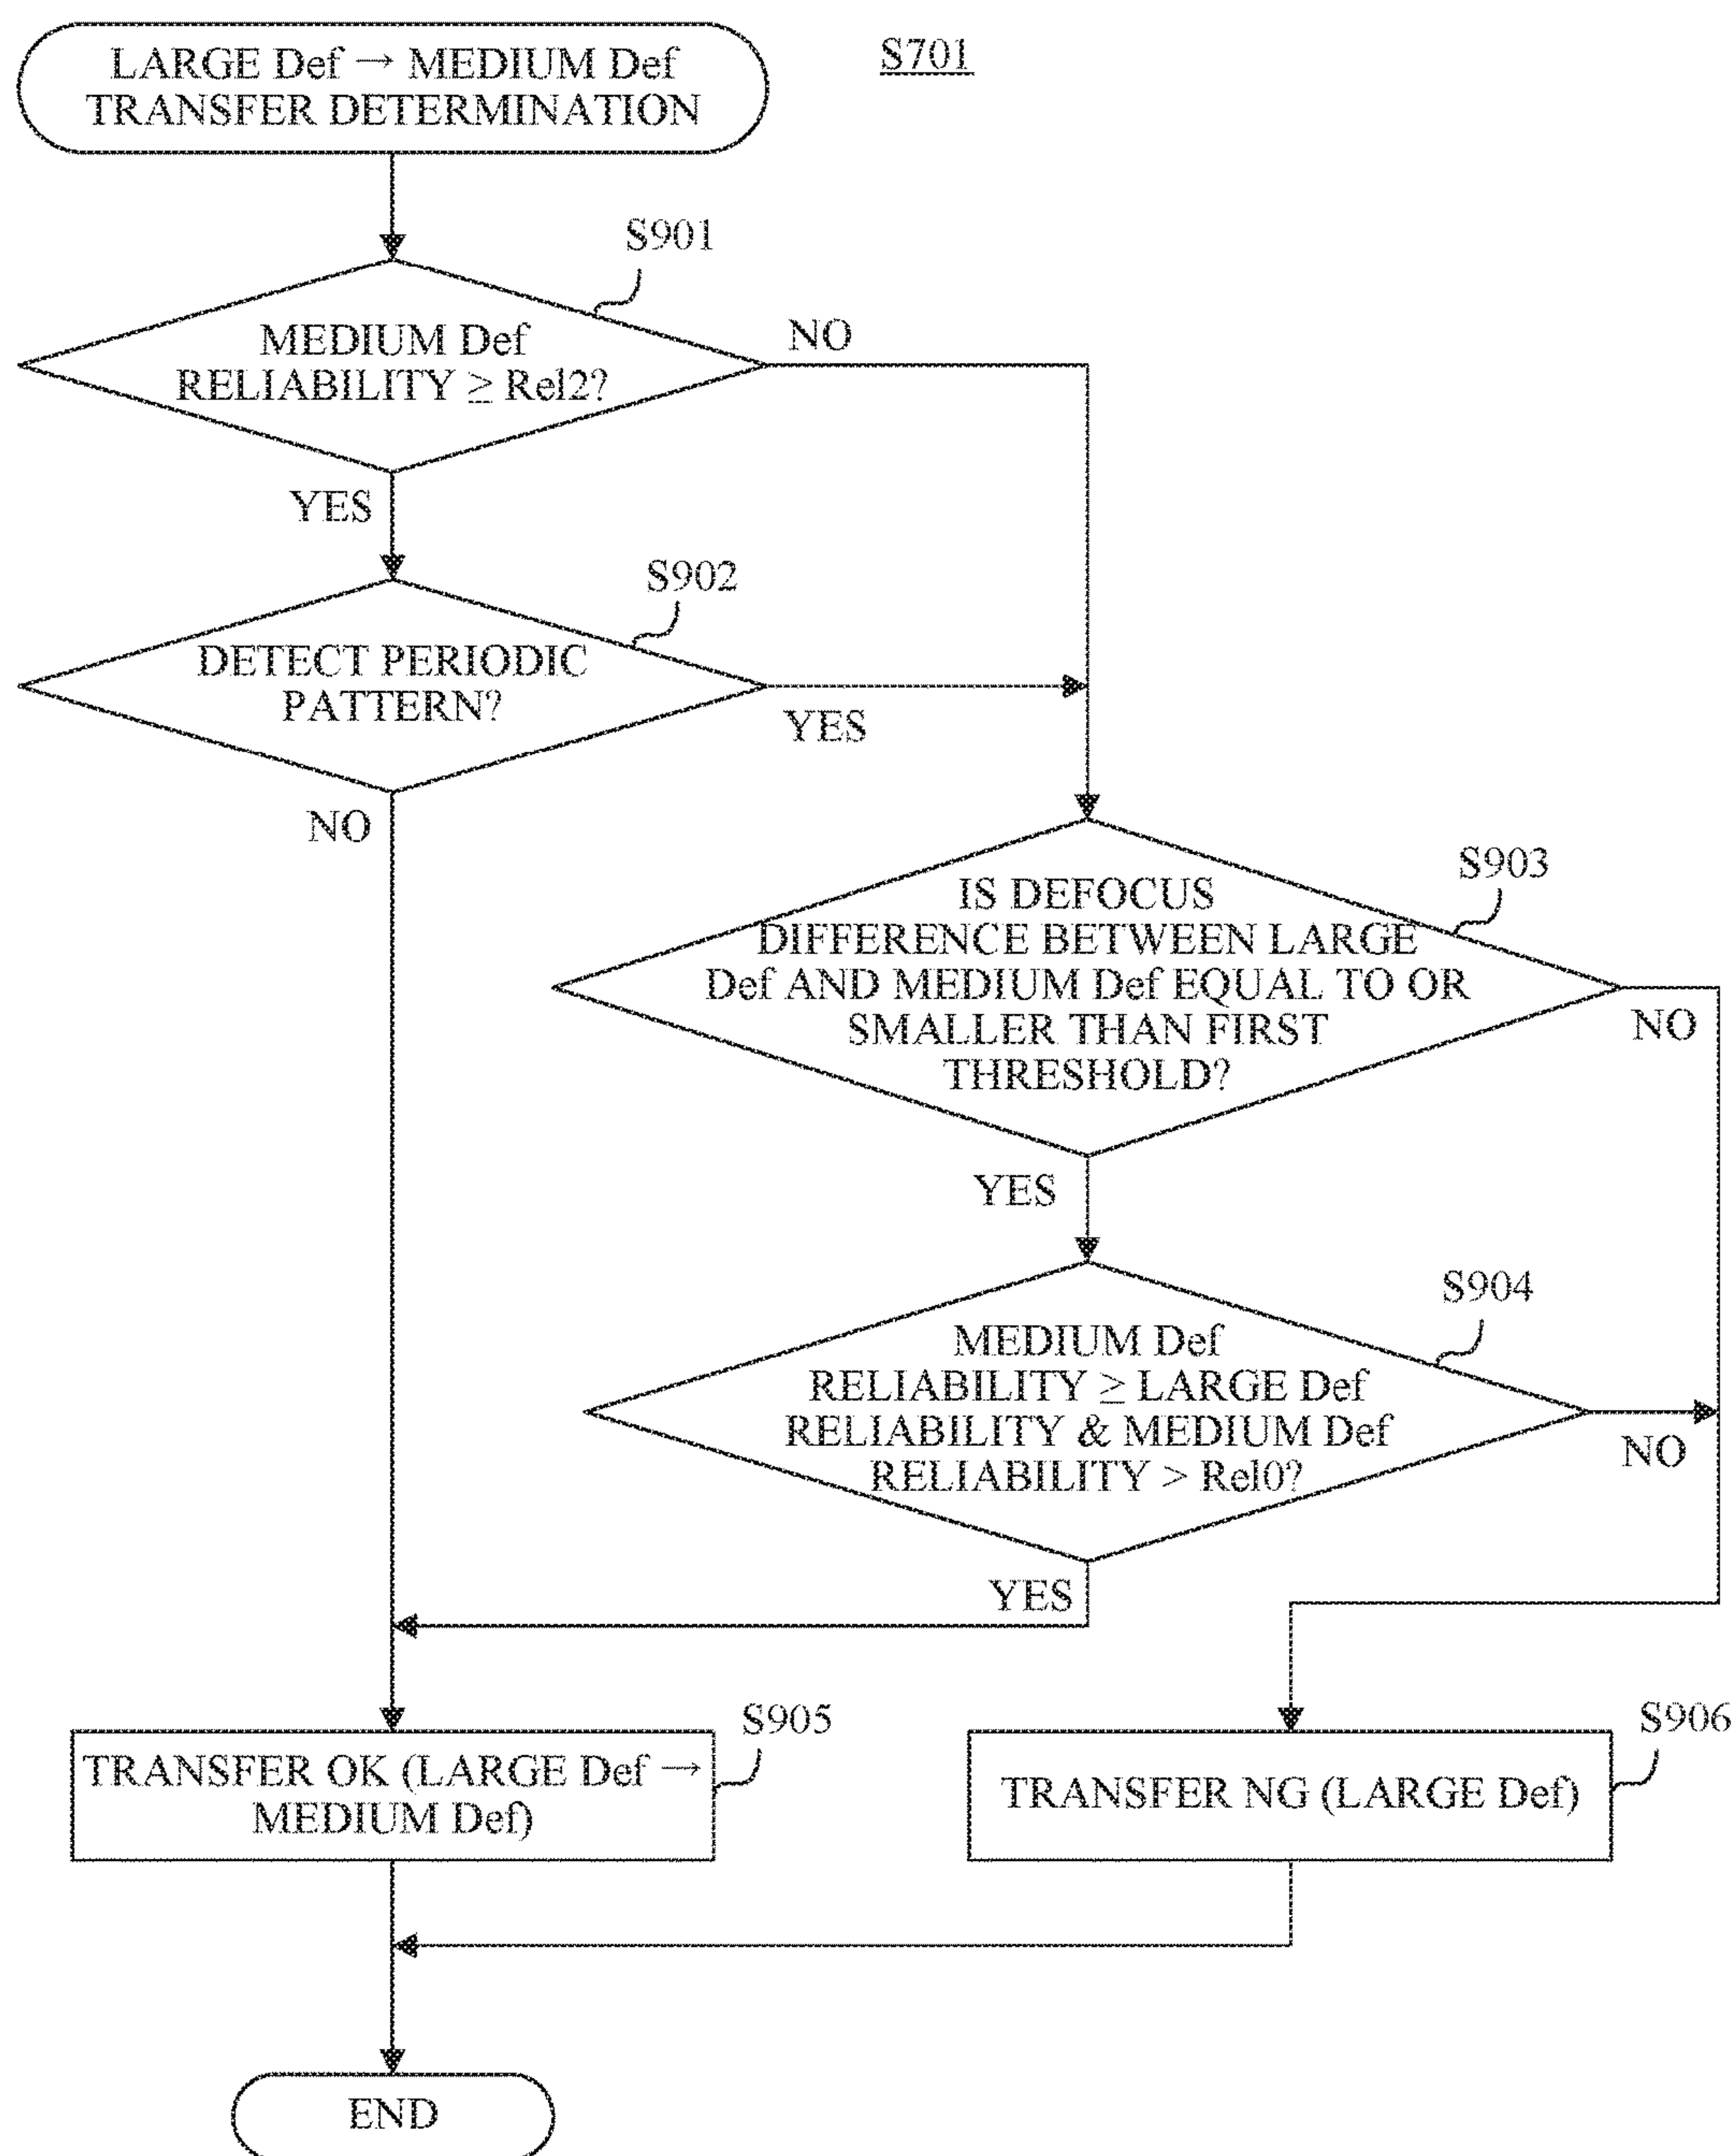 LARGE Def → MEDIUM Def
TRANSFER DETERMINATION
S701
S901
MEDIUM Def
RELIABILITY ≥ Rel2?
NO
YES
S902
DETECT PERIODIC
PATTERN?
YES
NO
S903
IS DEFOCUS
DIFFERENCE BETWEEN LARGE
Def AND MEDIUM Def EQUAL TO OR
SMALLER THAN FIRST
THRESHOLD?
NO
YES
S904
MEDIUM Def
RELIABILITY ≥ LARGE Def
RELIABILITY & MEDIUM Def
RELIABILITY > Rel0?
NO
YES
S905
TRANSFER OK (LARGE Def →
MEDIUM Def)
S906
TRANSFER NG (LARGE Def)
END